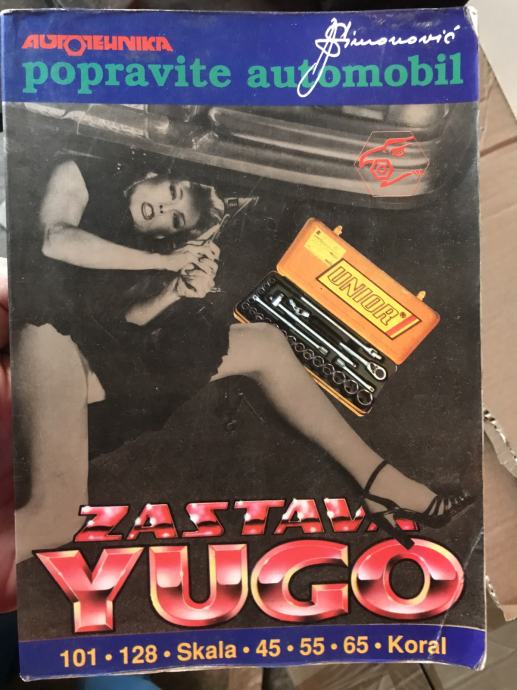 AUTOTEHNIKA
Simonović
popravite automobil
UNIOR
ZASTAVA
YUGO
101 • 128 • Skala • 45 • 55 • 65 • Koral